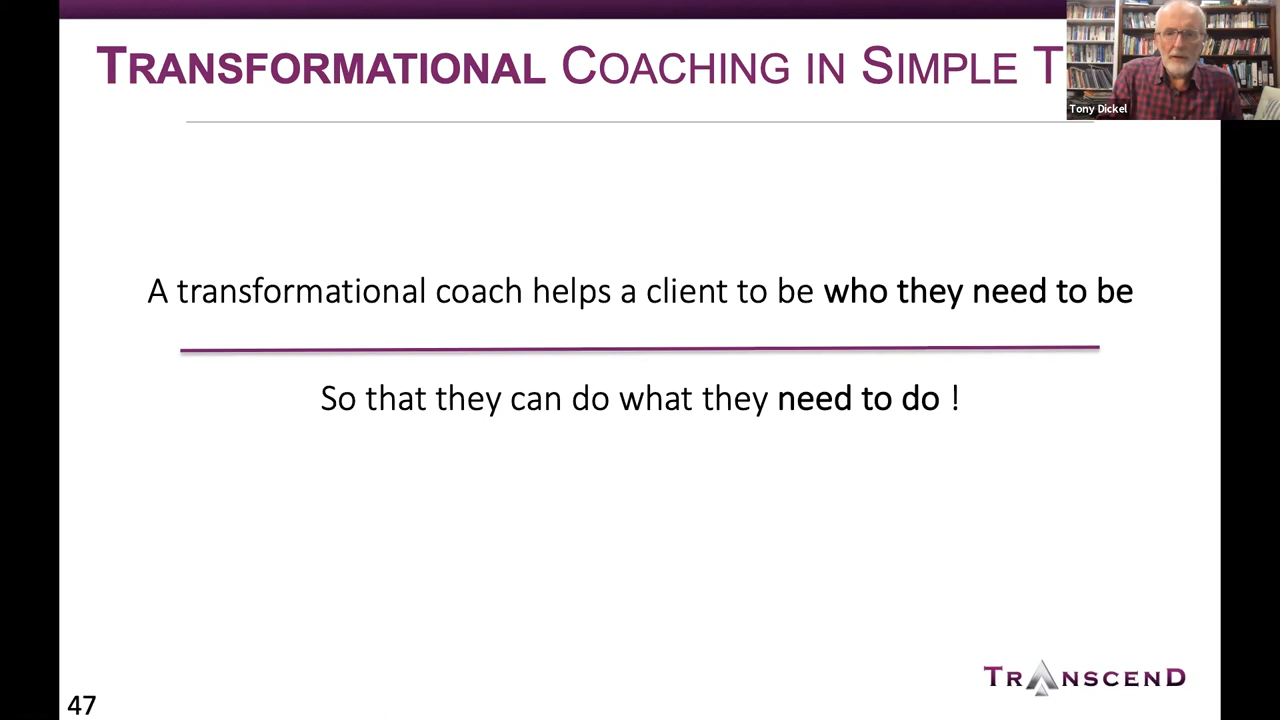 TRANSFORMATIONAL COACHING IN SIMPLE T
Tony Dickel
A transformational coach helps a client to be who they need to be
So that they can do what they need to do !
TRANSCEND
47